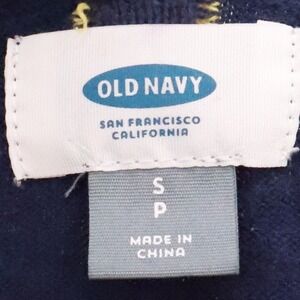 OLD NAVY
SAN FRANCISCO
CALIFORNIA
S
P
MADE IN
CHINA